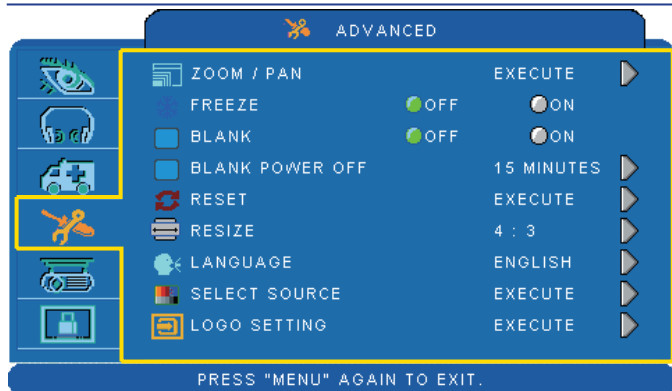 ADVANCED
ZOOM / PAN EXECUTE
FREEZE OFF ON
BLANK OFF ON
BLANK POWER OFF 15 MINUTES
RESET EXECUTE
RESIZE 4 : 3
LANGUAGE ENGLISH
SELECT SOURCE EXECUTE
LOGO SETTING EXECUTE
PRESS "MENU" AGAIN TO EXIT.